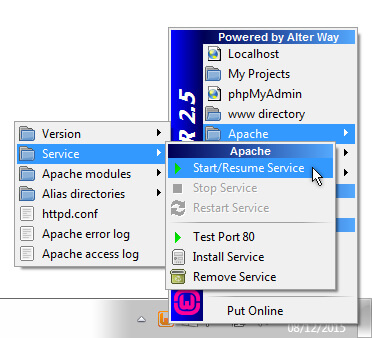 Powered by Alter Way
Localhost
My Projects
phpMyAdmin
www directory
Apache
R 2.5
Version
Service
Apache modules
Alias directories
httpd.conf
Apache error log
Apache access log
Apache
Start/Resume Service
Stop Service
Restart Service
Test Port 80
Install Service
Remove Service
Put Online
08/12/2015